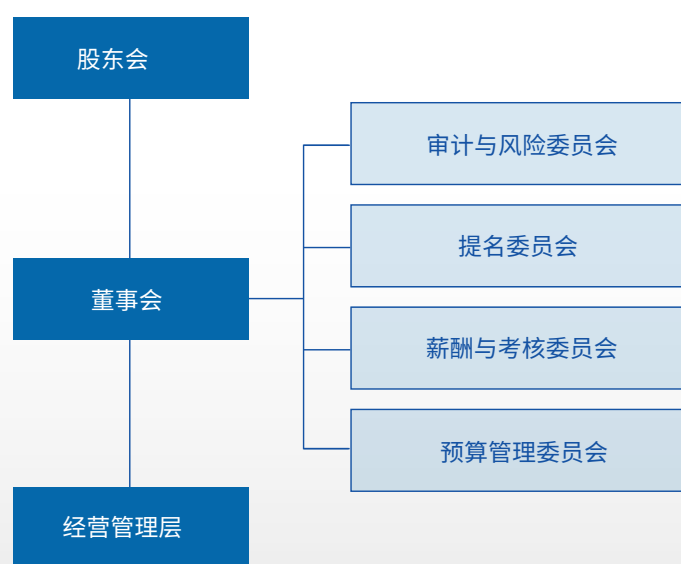 股东会
审计与风险委员会
提名委员会
董事会
薪酬与考核委员会
预算管理委员会
经营管理层